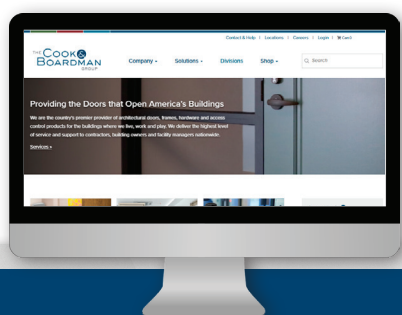 Contact & Help | Locations | Careers | Login | Cart
THE COOK & BOARDMAN GROUP
Company
Solutions
Divisions
Shop
Search
Providing the Doors that Open America's Buildings
We are the country's premier provider of architectural doors, frames, hardware and access
control products for the buildings where we live, work and play. We deliver the highest level
of service and support to contractors, building owners and facility managers nationwide.
Services »